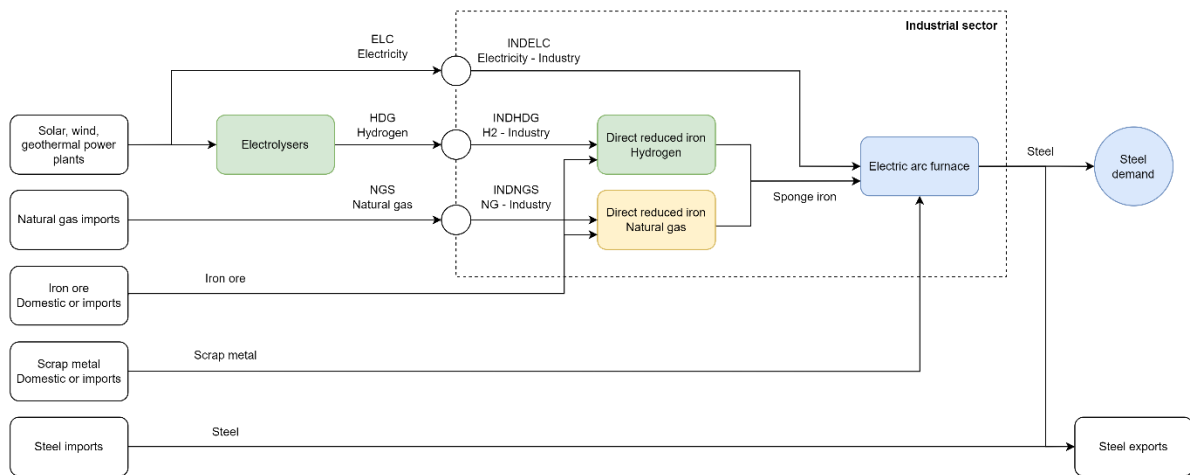 Industrial sector
ELC
Electricity
INDELC
Electricity - Industry
Solar, wind,
geothermal power
plants
Electrolysers
HDG
Hydrogen
INDHDG
H2 - Industry
Direct reduced iron
Hydrogen
Electric arc furnace
Steel
Steel
demand
Natural gas imports
NGS
Natural gas
INDNGS
NG - Industry
Direct reduced iron
Natural gas
Sponge iron
Iron ore
Domestic or imports
Iron ore
Scrap metal
Domestic or imports
Scrap metal
Steel imports
Steel
Steel exports